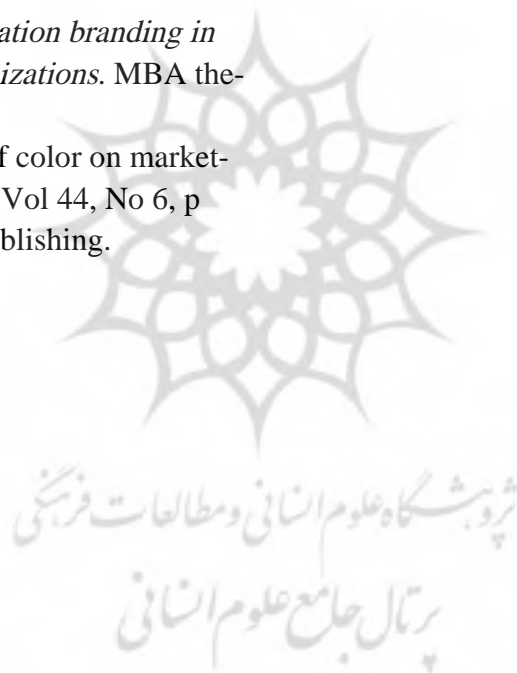 ation branding in
izations. MBA the-
f color on market-
Vol 44, No 6, p
blishing.
پژوهشگاه علوم انسانی و مطالعات فرهنگی
پرتال جامع علوم انسانی